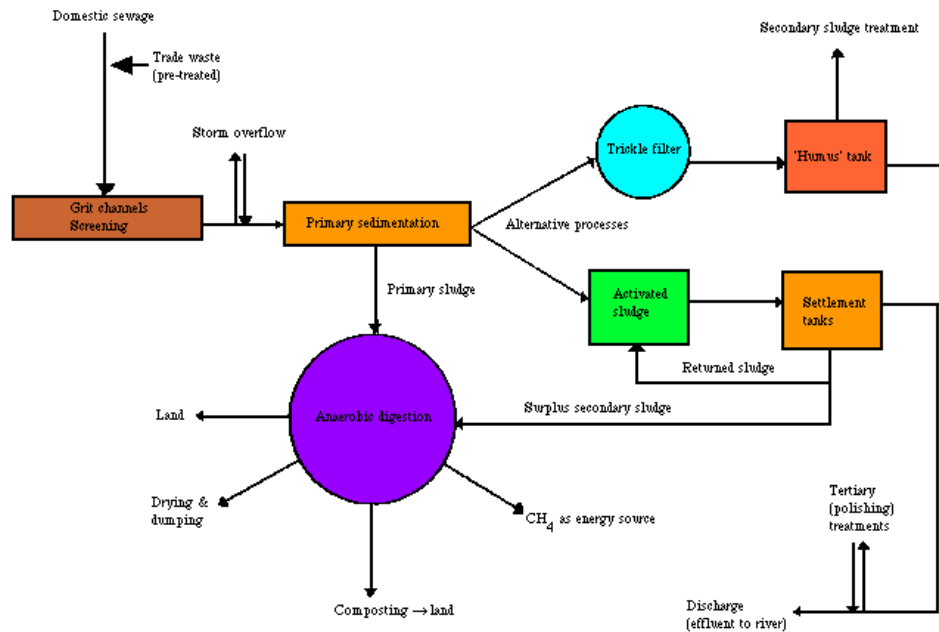 Domestic sewage
Trade waste
(pre-treated)
Storm overflow
Grit channels
Screening
Primary sedimentation
Alternative processes
Trickle filter
'Humus' tank
Secondary sludge treatment
Activated
sludge
Settlement
tanks
Returned sludge
Surplus secondary sludge
Primary sludge
Anaerobic digestion
Land
Drying &
dumping
Composting → land
CH4 as energy source
Tertiary
(polishing)
treatments
Discharge
(effluent to river)